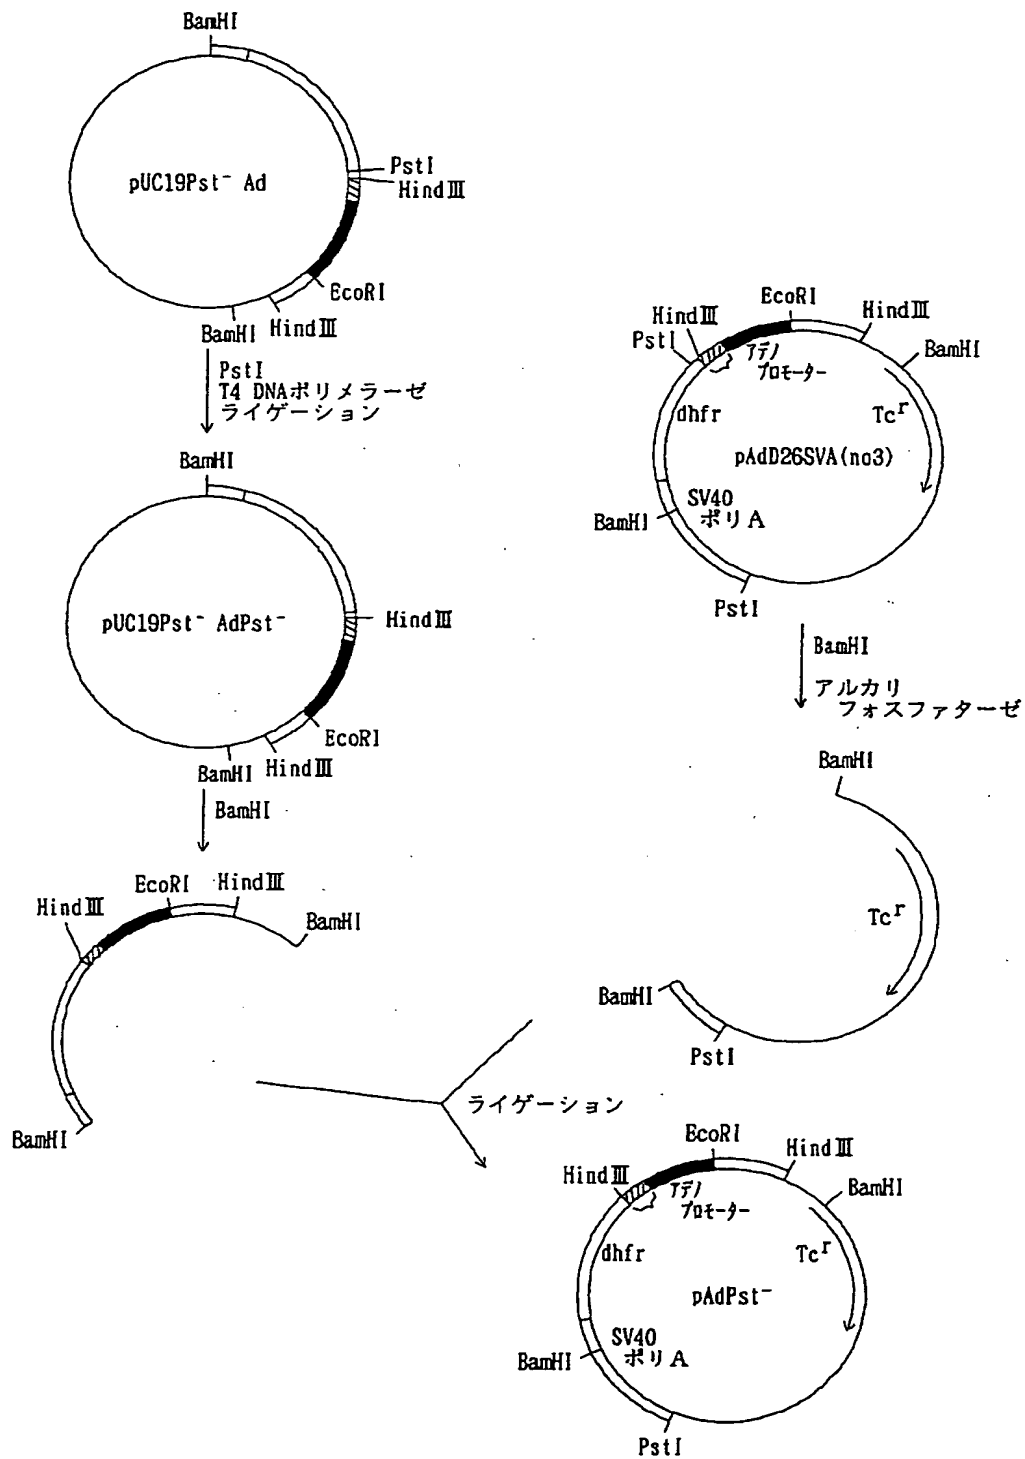 BamHI
PstI
HindⅢ
pUC19Pst⁻ Ad
EcoRI
HindⅢ
BamHI
PstI
T4 DNAポリメラーゼ
ライゲーション
BamHI
pUC19Pst⁻ AdPst⁻
HindⅢ
EcoRI
HindⅢ
BamHI
BamHI
EcoRI
HindⅢ
HindⅢ
BamHI
BamHI
EcoRI
HindⅢ
HindⅢ
PstI
アデノ
プロモーター
BamHI
dhfr
Tcʳ
pAdD26SVA(no3)
SV40
ポリA
BamHI
PstI
BamHI
アルカリ
フォスファターゼ
BamHI
Tcʳ
BamHI
PstI
ライゲーション
EcoRI
HindⅢ
HindⅢ
アデノ
プロモーター
BamHI
dhfr
Tcʳ
pAdPst⁻
SV40
ポリA
BamHI
PstI